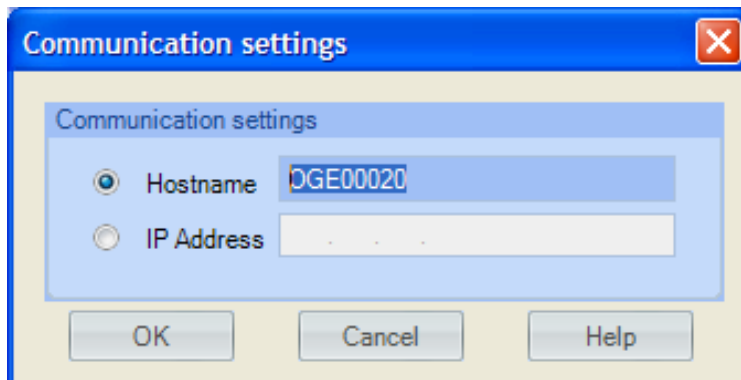 Communication settings
Communication settings
Hostname OGE00020
IP Address . . .
OK Cancel Help